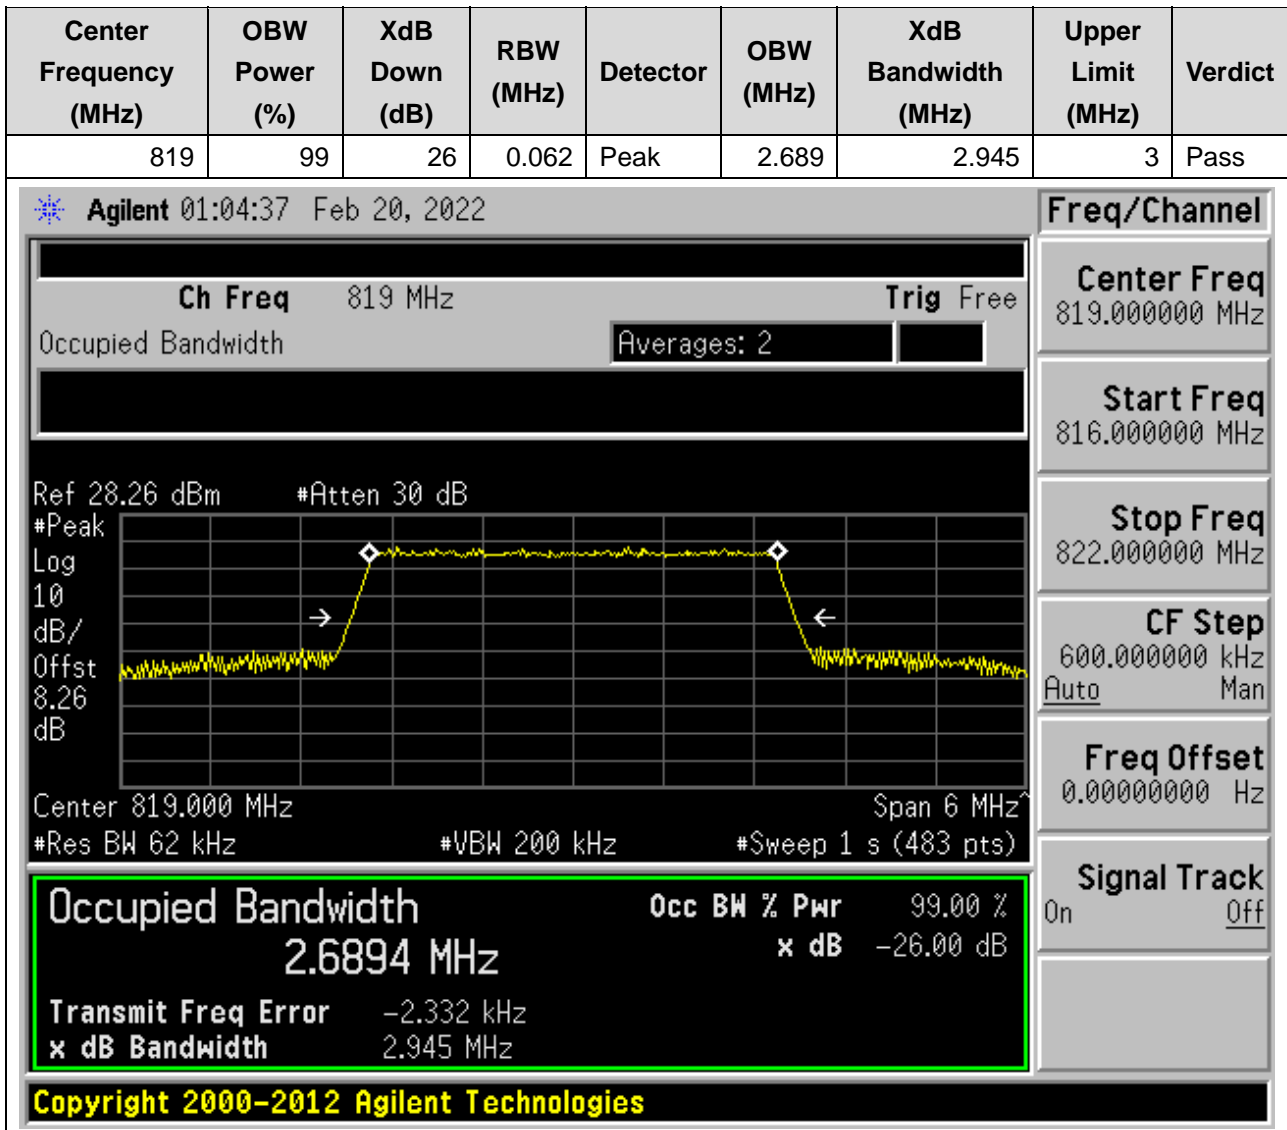 Center Frequency (MHz) OBW Power (%) XdB Down (dB) RBW (MHz) Detector OBW (MHz) XdB Bandwidth (MHz) Upper Limit (MHz) Verdict
819 99 26 0.062 Peak 2.689 2.945 3 Pass
Agilent 01:04:37 Feb 20, 2022
Freq/Channel
Ch Freq 819 MHz Trig Free
Occupied Bandwidth Averages: 2
Ref 28.26 dBm #Atten 30 dB
#Peak
Log
10
dB/
Offst
8.26
dB
Center 819.000 MHz Span 6 MHz^
#Res BW 62 kHz #VBW 200 kHz #Sweep 1 s (483 pts)
Occupied Bandwidth Occ BW % Pwr 99.00 %
2.6894 MHz x dB -26.00 dB
Transmit Freq Error -2.332 kHz
x dB Bandwidth 2.945 MHz
Center Freq
819.000000 MHz
Start Freq
816.000000 MHz
Stop Freq
822.000000 MHz
CF Step
600.000000 kHz
Auto Man
Freq Offset
0.00000000 Hz
Signal Track
On Off
Copyright 2000-2012 Agilent Technologies